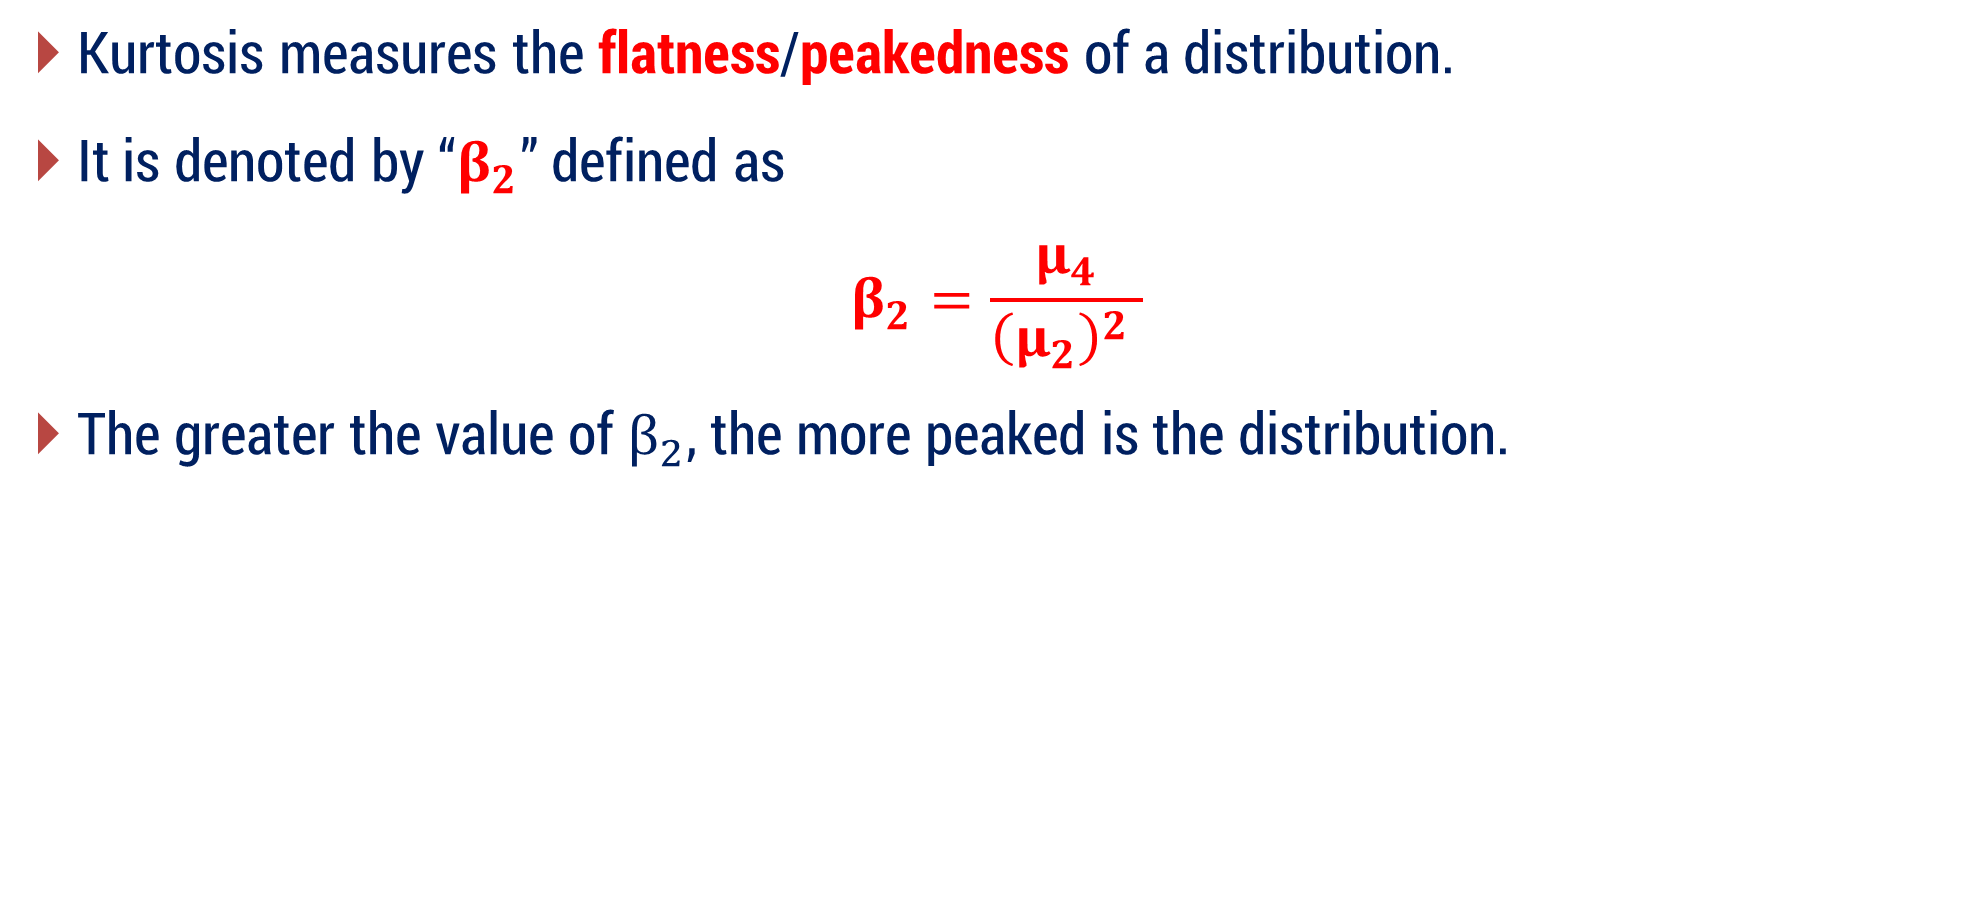 Kurtosis measures the flatness/peakedness of a distribution.
It is denoted by “β₂” defined as
β₂ = μ₄ / (μ₂)²
The greater the value of β₂, the more peaked is the distribution.